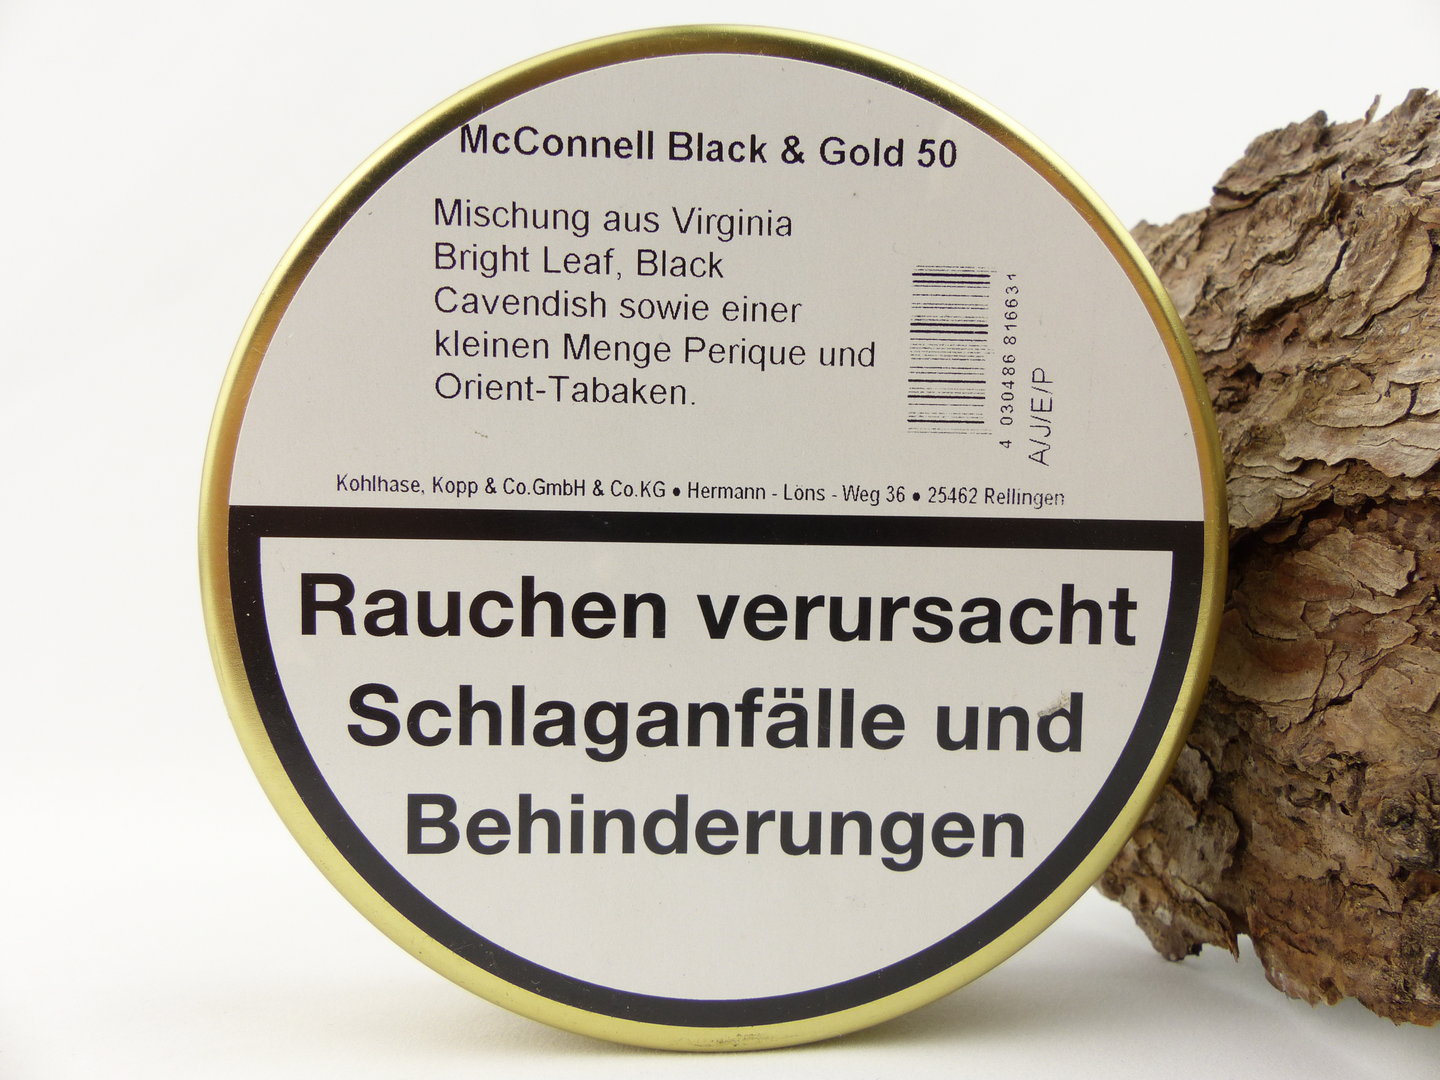 McConnell Black & Gold 50
Mischung aus Virginia
Bright Leaf, Black
Cavendish sowie einer
kleinen Menge Perique und
Orient-Tabaken.
4 030486 816631
A/J/E/P
Kohlhase, Kopp & Co.GmbH & Co.KG • Hermann - Löns - Weg 36 • 25462 Rellingen
Rauchen verursacht
Schlaganfälle und
Behinderungen